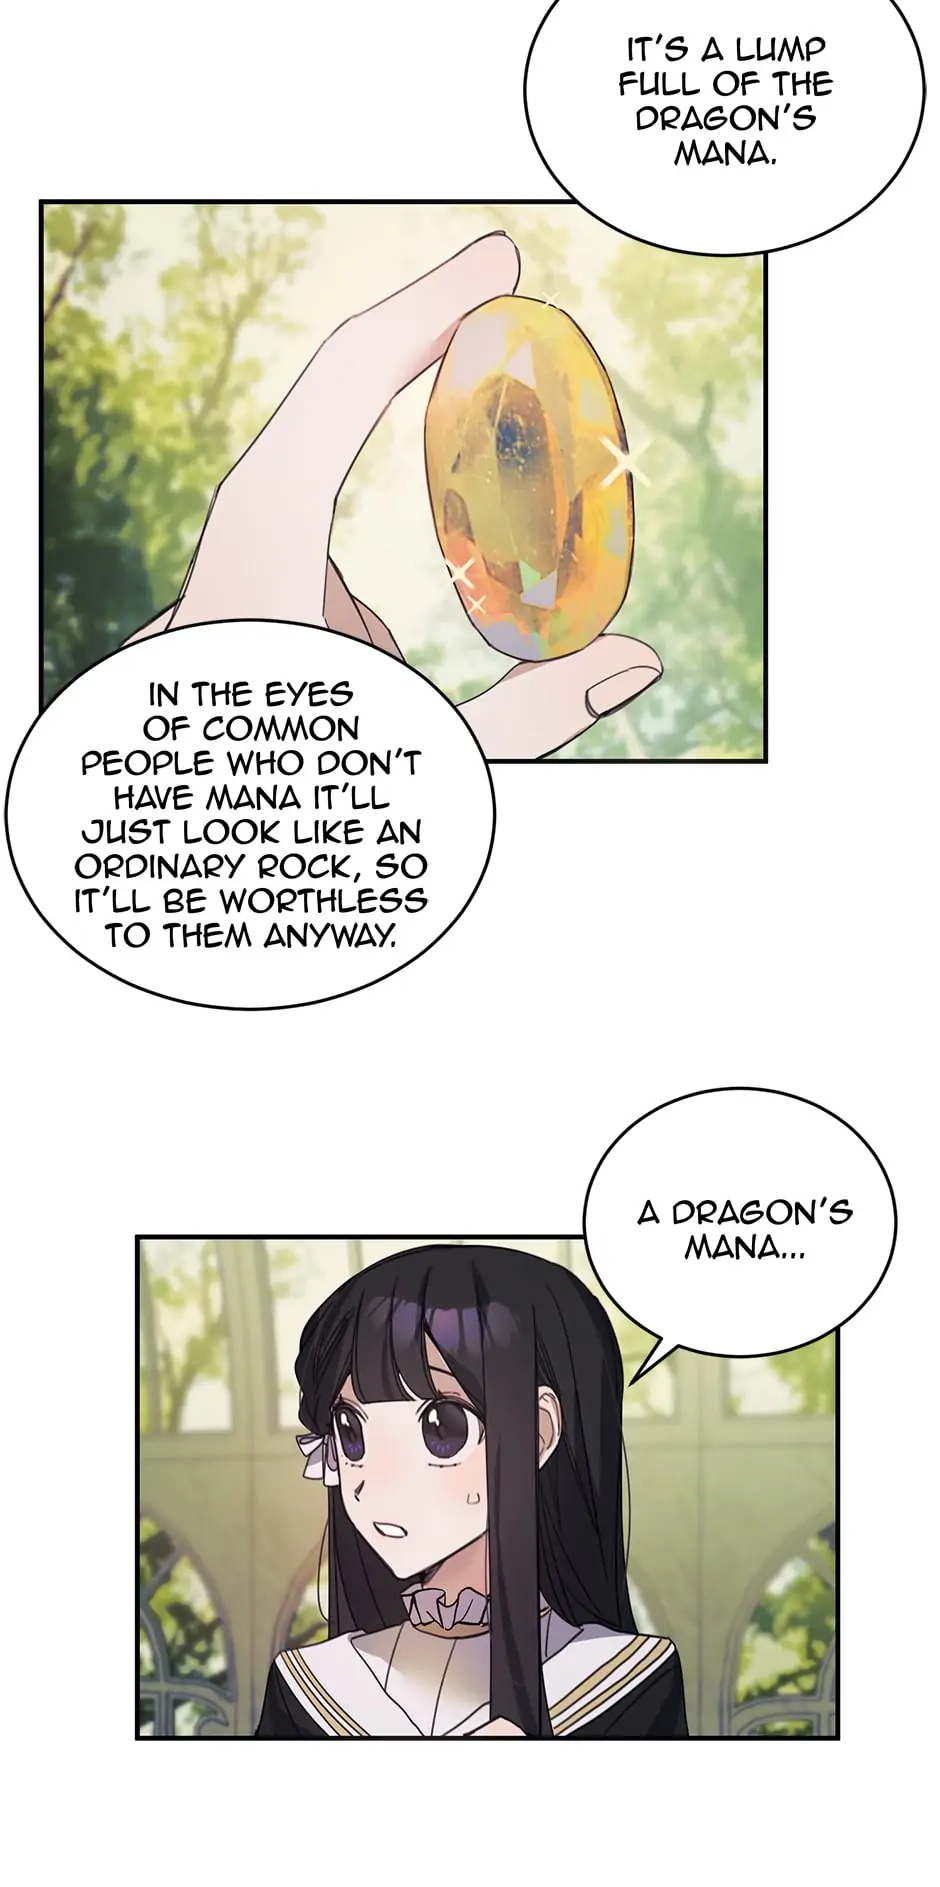 IT'S A LUMP
FULL OF THE
DRAGON'S
MANA.
IN THE EYES
OF COMMON
PEOPLE WHO DON'T
HAVE MANA IT'LL
JUST LOOK LIKE AN
ORDINARY ROCK, SO
IT'LL BE WORTHLESS
TO THEM ANYWAY.
A DRAGON'S
MANA...